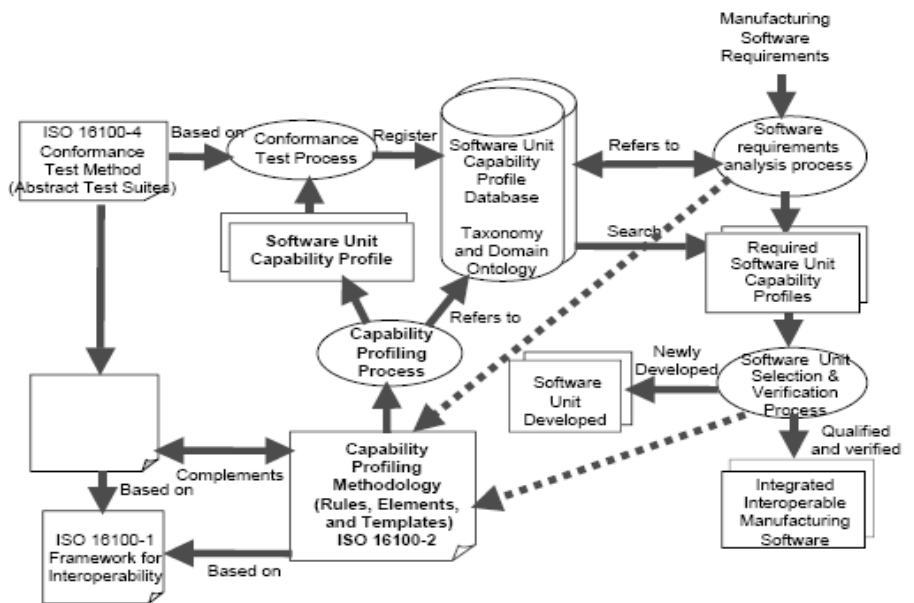 Manufacturing
Software
Requirements
ISO 16100-4
Conformance
Test Method
(Abstract Test Suites)
Based on
Conformance
Test Process
Register
Software Unit
Capability
Profile
Database
Taxonomy
and Domain
Ontology
Refers to
Software
requirements
analysis process
Software Unit
Capability Profile
Search
Required
Software Unit
Capability
Profiles
Refers to
Capability
Profiling
Process
Newly
Developed
Software Unit
Selection &
Verification
Process
Software
Unit
Developed
Qualified
and verified
Complements
Capability
Profiling
Methodology
(Rules, Elements,
and Templates)
ISO 16100-2
Integrated
Interoperable
Manufacturing
Software
Based on
ISO 16100-1
Framework for
Interoperability
Based on